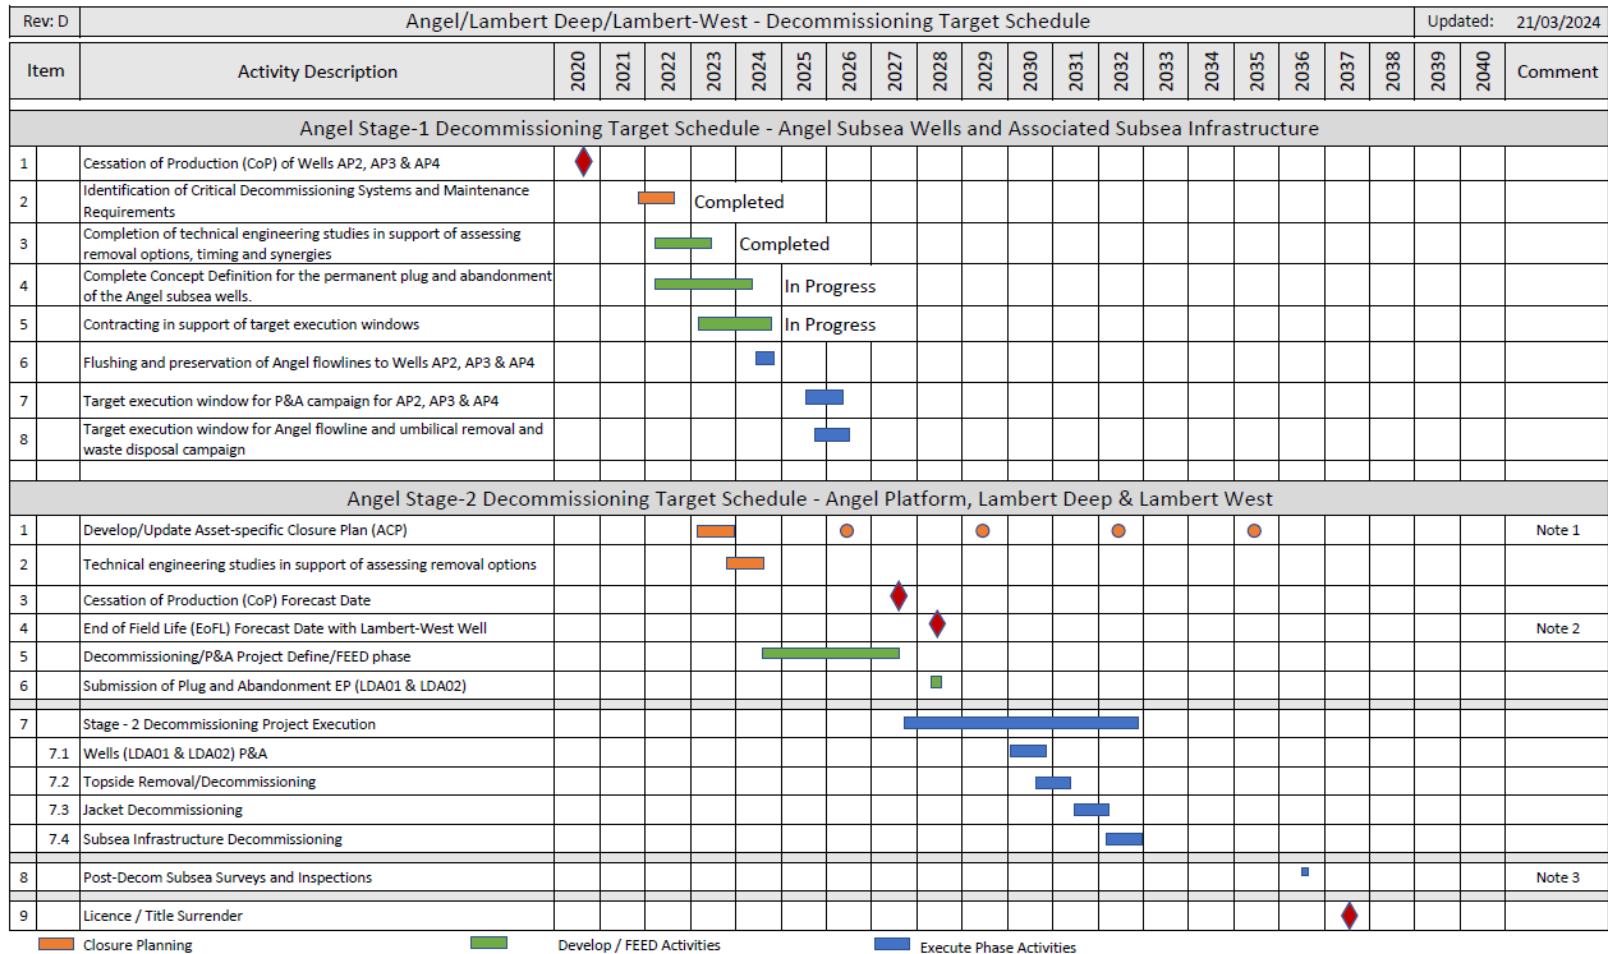 Rev: D Angel/Lambert Deep/Lambert-West - Decommissioning Target Schedule Updated: 21/03/2024
Item Activity Description 2020 2021 2022 2023 2024 2025 2026 2027 2028 2029 2030 2031 2032 2033 2034 2035 2036 2037 2038 2039 2040 Comment
Angel Stage-1 Decommissioning Target Schedule - Angel Subsea Wells and Associated Subsea Infrastructure
1 Cessation of Production (CoP) of Wells AP2, AP3 & AP4
2 Identification of Critical Decommissioning Systems and Maintenance
Requirements
Completed
3 Completion of technical engineering studies in support of assessing
removal options, timing and synergies
Completed
4 Complete Concept Definition for the permanent plug and abandonment
of the Angel subsea wells.
In Progress
5 Contracting in support of target execution windows In Progress
6 Flushing and preservation of Angel flowlines to Wells AP2, AP3 & AP4
7 Target execution window for P&A campaign for AP2, AP3 & AP4
8 Target execution window for Angel flowline and umbilical removal and
waste disposal campaign
Angel Stage-2 Decommissioning Target Schedule - Angel Platform, Lambert Deep & Lambert West
1 Develop/Update Asset-specific Closure Plan (ACP) Note 1
2 Technical engineering studies in support of assessing removal options
3 Cessation of Production (CoP) Forecast Date
4 End of Field Life (EoFL) Forecast Date with Lambert-West Well Note 2
5 Decommissioning/P&A Project Define/FEED phase
6 Submission of Plug and Abandonment EP (LDA01 & LDA02)
7 Stage - 2 Decommissioning Project Execution
7.1 Wells (LDA01 & LDA02) P&A
7.2 Topside Removal/Decommissioning
7.3 Jacket Decommissioning
7.4 Subsea Infrastructure Decommissioning
8 Post-Decom Subsea Surveys and Inspections Note 3
9 Licence / Title Surrender
Closure Planning Develop / FEED Activities Execute Phase Activities